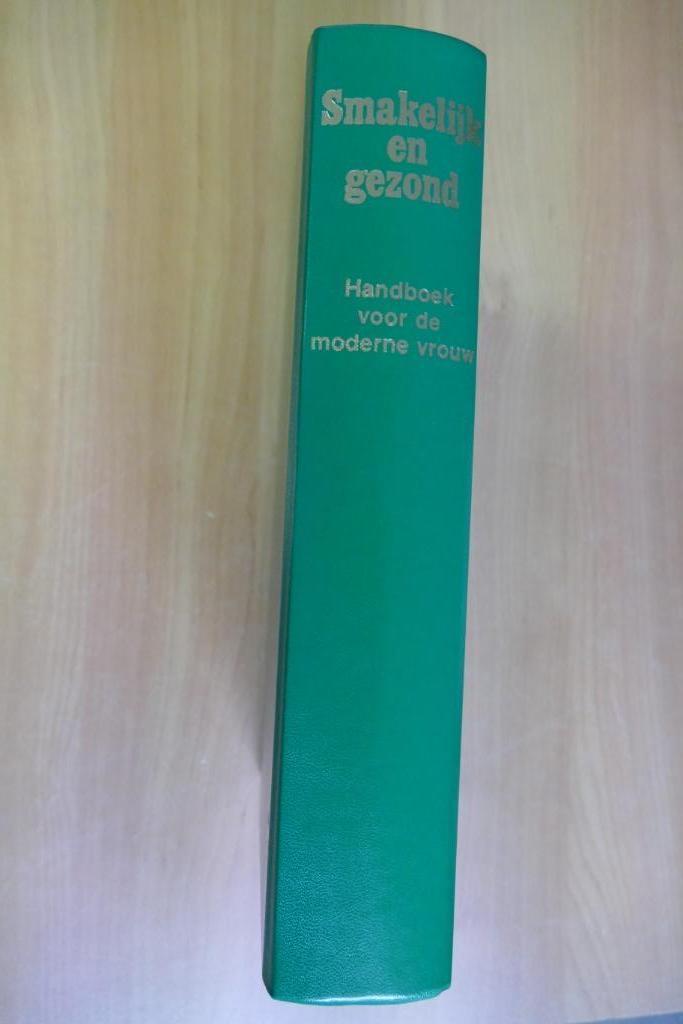 Smakelijk
en
gezond
Handboek
voor de
moderne vrouw